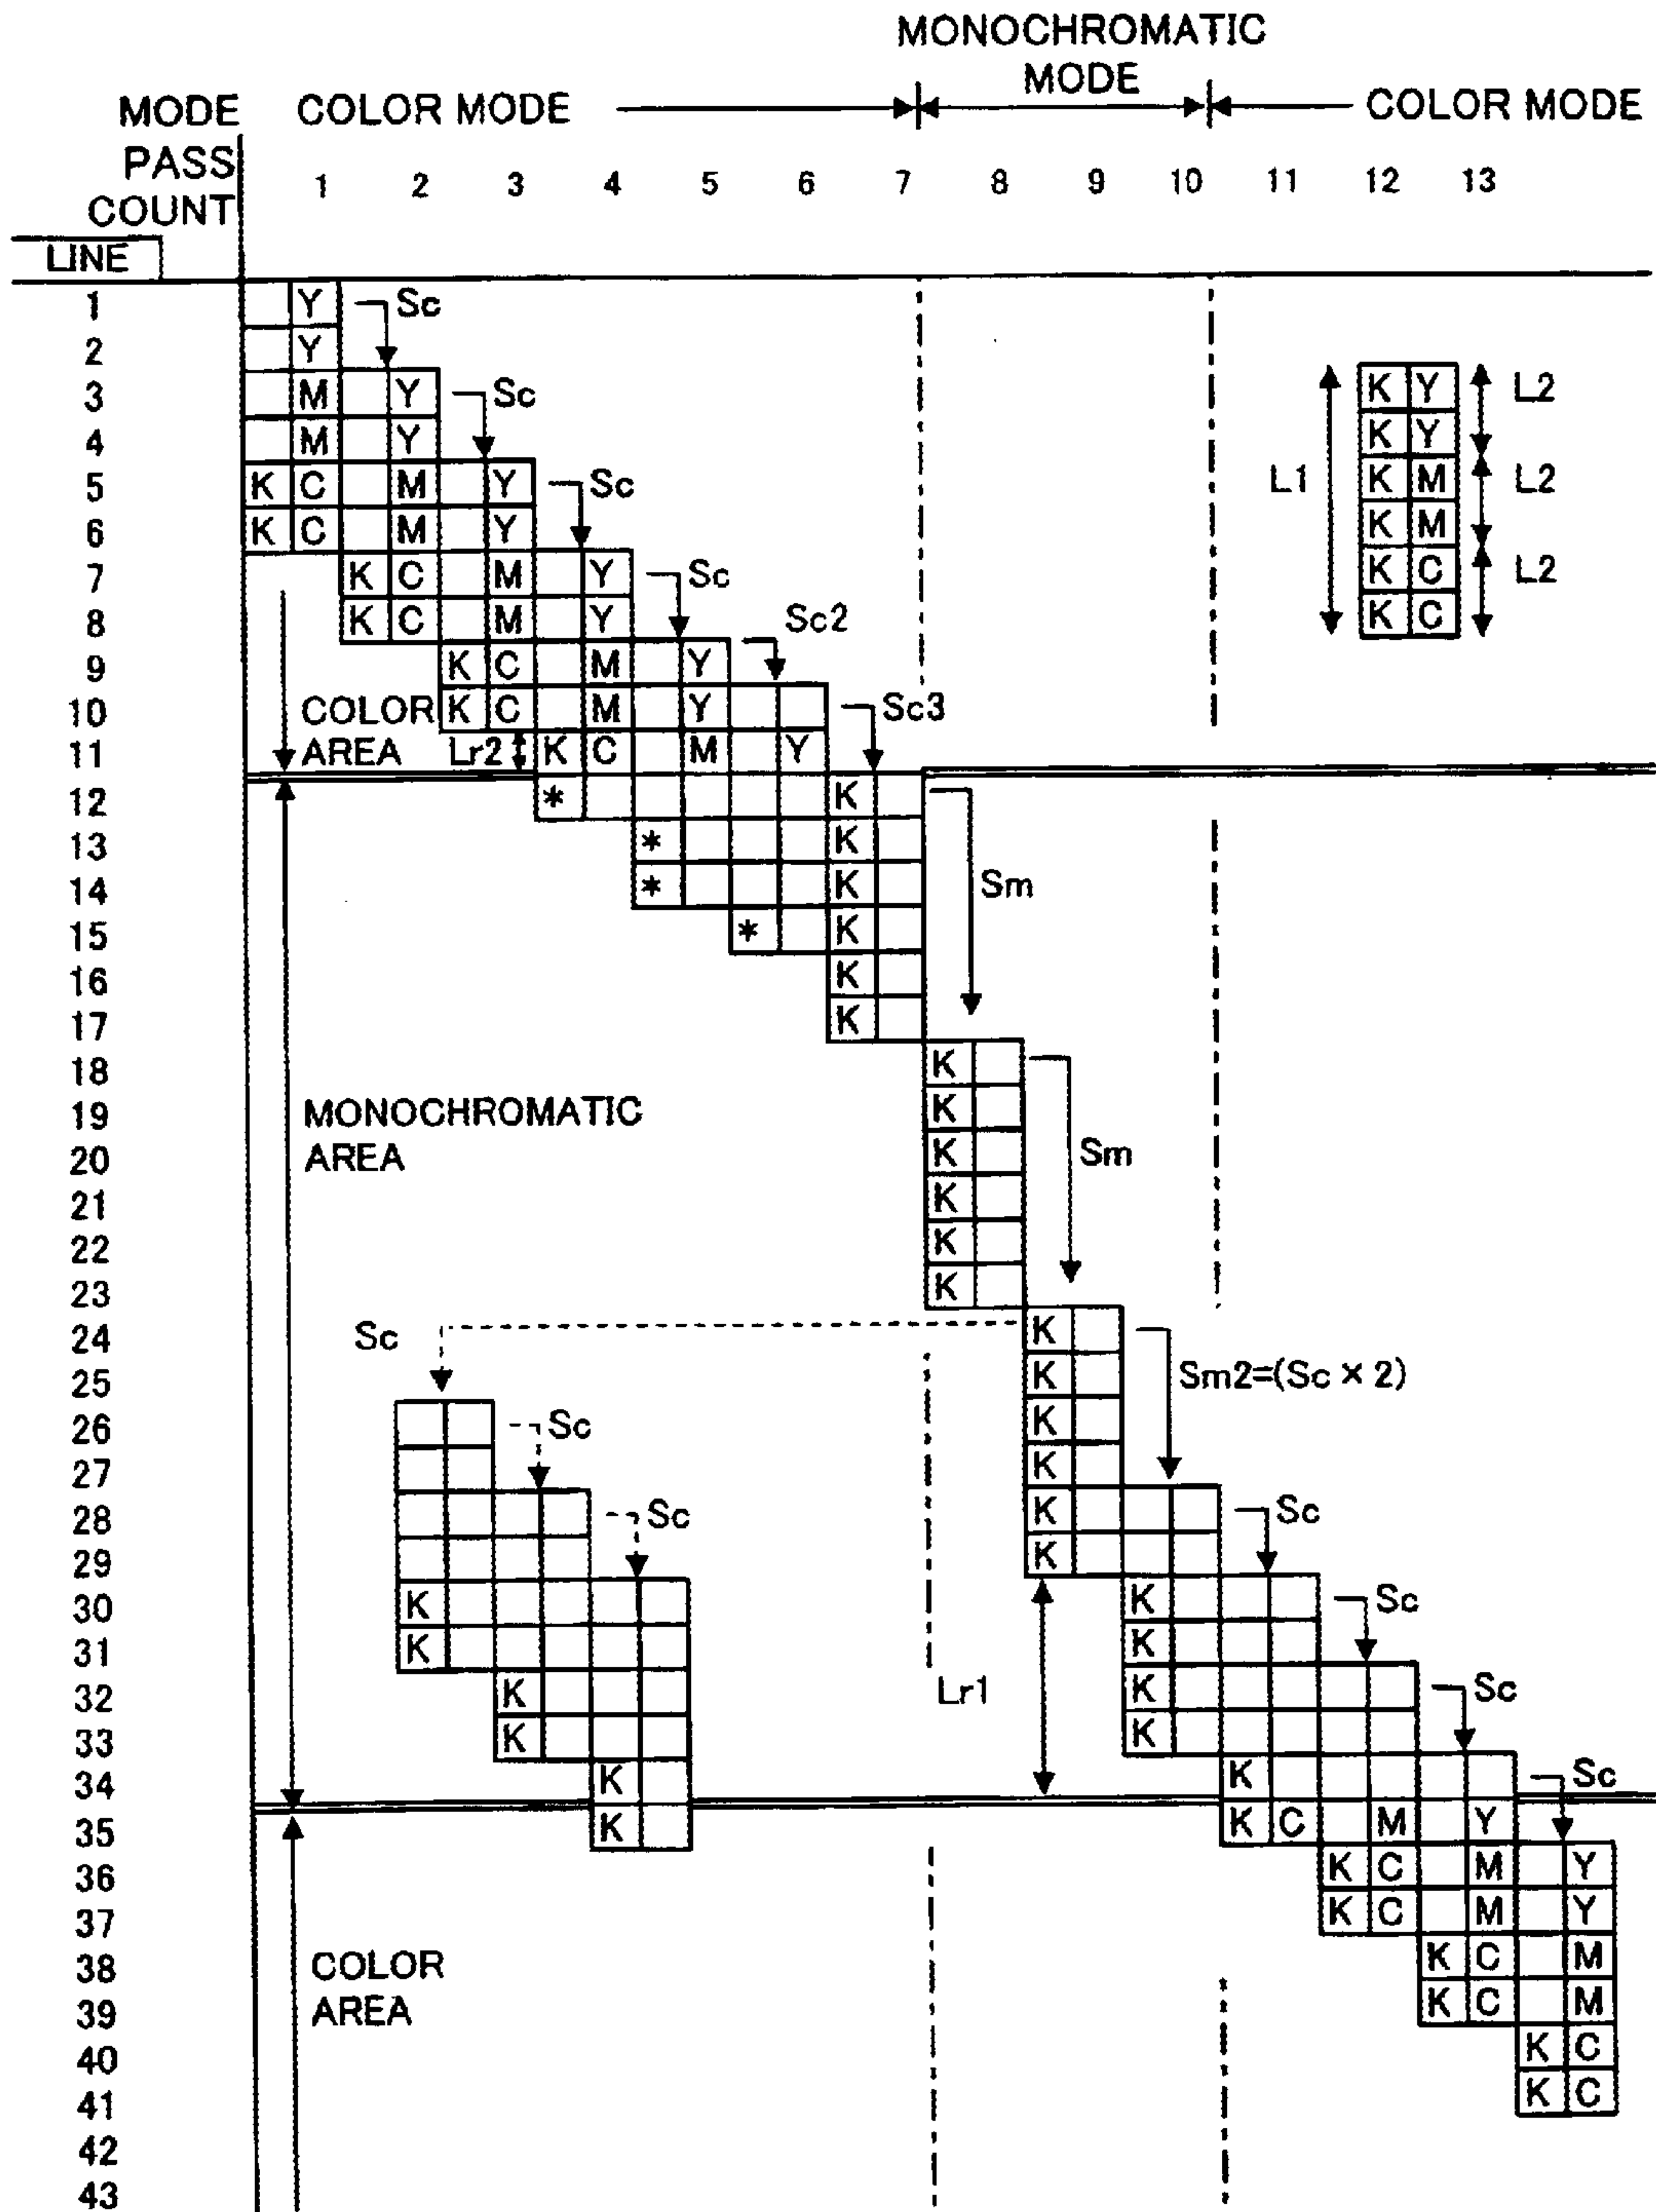 MONOCHROMATIC
MODE
MODE COLOR MODE COLOR MODE
PASS
COUNT
1 2 3 4 5 6 7 8 9 10 11 12 13
LINE
1 Y Sc
2 Y
3 M Y Sc K Y L2
4 M Y K Y
5 K C M Y Sc L1 K M L2
6 K C M Y K M
7 K C M Y Sc K C L2
8 K C M Y Sc2 K C
9 K C M Y
10 COLOR K C M Y Sc3
11 AREA Lr2 K C M Y
12 * K
13 * K
14 * K Sm
15 * K
16 K
17 K
18 K
19 MONOCHROMATIC K
20 AREA K Sm
21 K
22 K
23 K
24 Sc K
25 K Sm2=(Sc × 2)
26 Sc K
27 K
28 Sc K Sc
29 K
30 K K Sc
31 K K
32 K Lr1 K Sc
33 K K
34 K K Sc
35 K K C M Y
36 K C M Y
37 K C M Y
38 COLOR K C M
39 AREA K C M
40 K C
41 K C
42
43